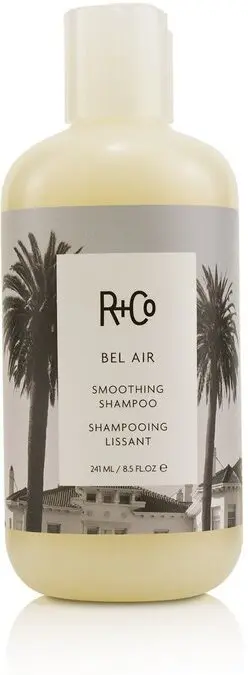 R+Co
BEL AIR
SMOOTHING
SHAMPOO
SHAMPOOING
LISSANT
241 ML / 8.5 FL OZ ℮